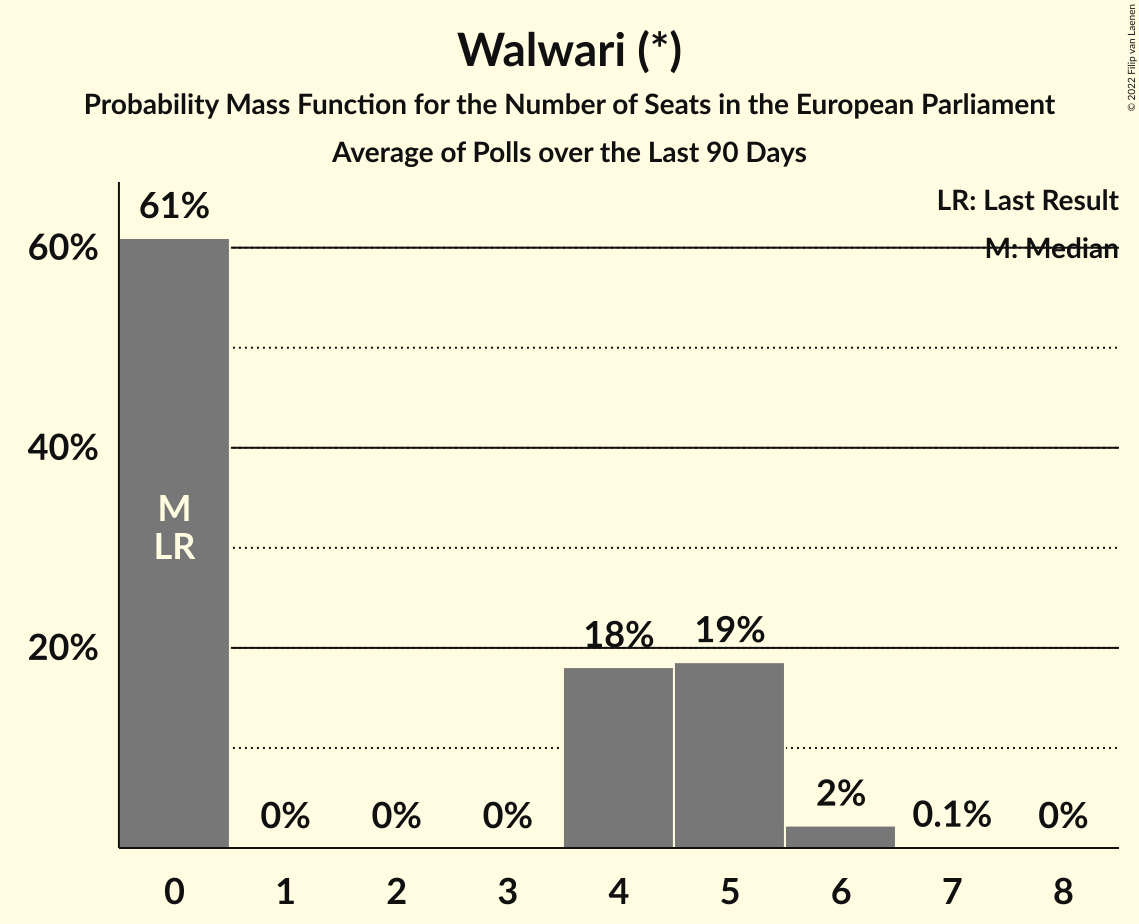 Walwari (*)
Probability Mass Function for the Number of Seats in the European Parliament
Average of Polls over the Last 90 Days
© 2022 Filip van Laenen
LR: Last Result
M: Median
61%
60%
40%
20%
M
LR
0%
0%
0%
18%
19%
2%
0.1%
0%
0
1
2
3
4
5
6
7
8